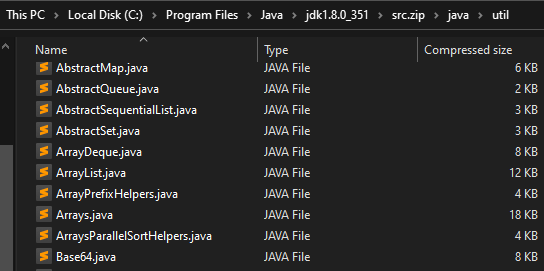 This PC > Local Disk (C:) > Program Files > Java > jdk1.8.0_351 > src.zip > java > util
Name Type Compressed size
AbstractMap.java JAVA File 6 KB
AbstractQueue.java JAVA File 2 KB
AbstractSequentialList.java JAVA File 3 KB
AbstractSet.java JAVA File 3 KB
ArrayDeque.java JAVA File 8 KB
ArrayList.java JAVA File 12 KB
ArrayPrefixHelpers.java JAVA File 4 KB
Arrays.java JAVA File 18 KB
ArraysParallelSortHelpers.java JAVA File 4 KB
Base64.java JAVA File 8 KB